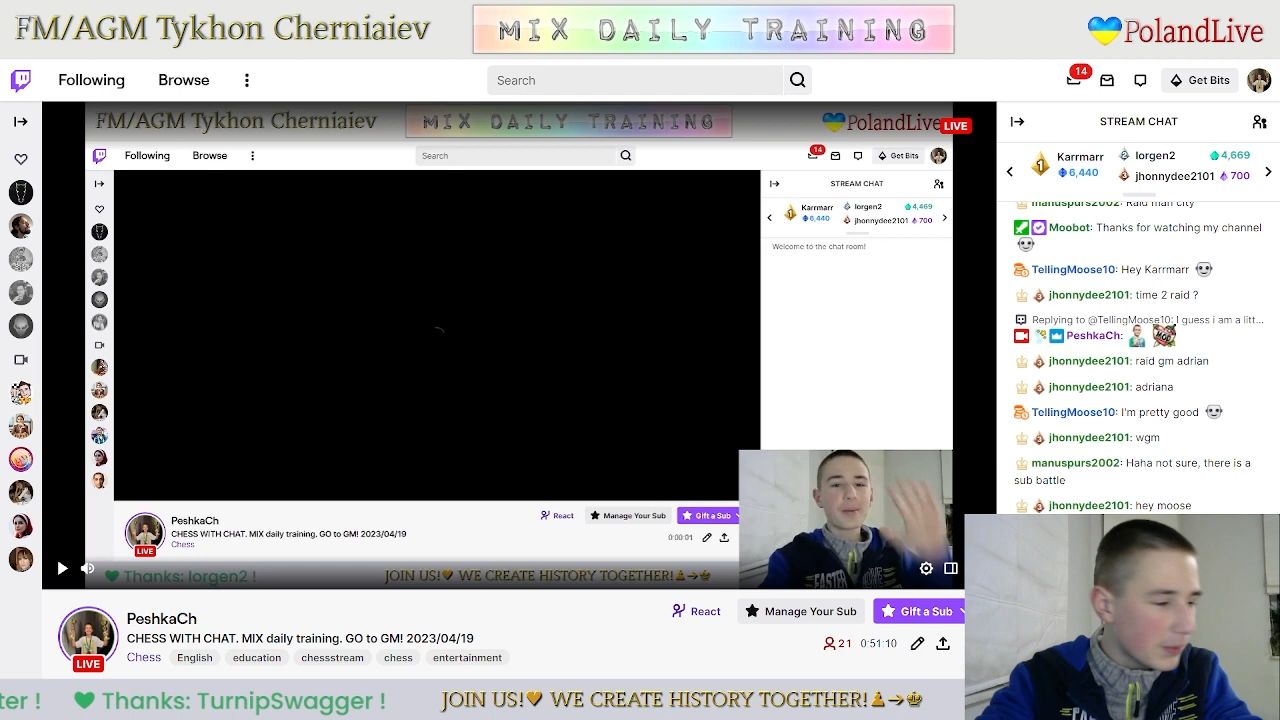 FM/AGM Tykhon Cherniaiev
MIX DAILY TRAINING
PolandLive
Following
Browse
Search
14
Get Bits
FM/AGM Tykhon Cherniaiev
MIX DAILY TRAINING
PolandLive
LIVE
Following
Browse
Search
14
Get Bits
STREAM CHAT
Karrmarr
6,440
lorgen2
4,469
jhonnydee2101
700
Welcome to the chat room!
PeshkaCh
CHESS WITH CHAT. MIX daily training. GO to GM! 2023/04/19
Chess
LIVE
React
Manage Your Sub
Gift a Sub
0:00:01
Thanks: lorgen2 !
JOIN US! WE CREATE HISTORY TOGETHER!
STREAM CHAT
1
Karrmarr
6,440
lorgen2
4,669
jhonnydee2101
700
manuspurs2002: Raid man city
Moobot: Thanks for watching my channel
TellingMoose10: Hey Karrmarr
jhonnydee2101: time 2 raid ?
Replying to @TellingMoose10: I guess i am a litt...
PeshkaCh:
jhonnydee2101: raid gm adrian
jhonnydee2101: adriana
TellingMoose10: I'm pretty good
jhonnydee2101: wgm
manuspurs2002: Haha not sure, there is a
sub battle
jhonnydee2101: hey moose
PeshkaCh
CHESS WITH CHAT. MIX daily training. GO to GM! 2023/04/19
Chess
English
education
chessstream
chess
entertainment
LIVE
React
Manage Your Sub
Gift a Sub
21
0:51:10
ter !
Thanks: TurnipSwagger !
JOIN US! WE CREATE HISTORY TOGETHER!